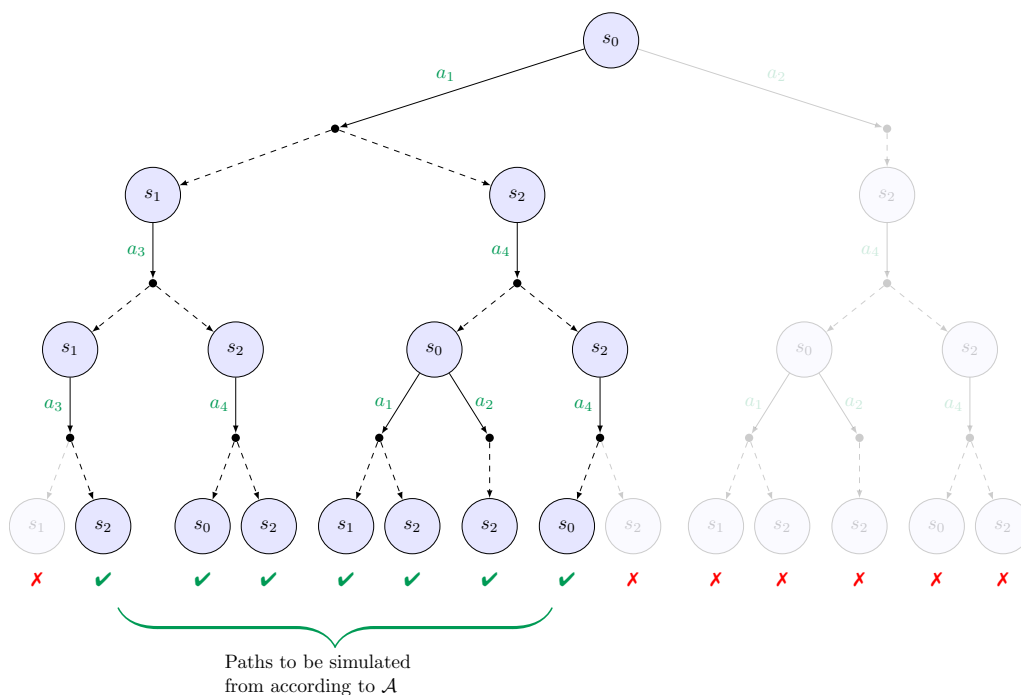 s₀
a₁ a₂
s₁ s₂ s₂
a₃ a₄ a₄
s₁ s₂ s₀ s₂ s₀ s₂
a₃ a₄ a₁ a₂ a₄ a₁ a₂ a₄
s₁ s₂ s₀ s₂ s₁ s₂ s₂ s₀ s₂ s₁ s₂ s₂ s₀ s₂
✗ ✔ ✔ ✔ ✔ ✔ ✔ ✔ ✗ ✗ ✗ ✗ ✗ ✗
Paths to be simulated
from according to 𝒜